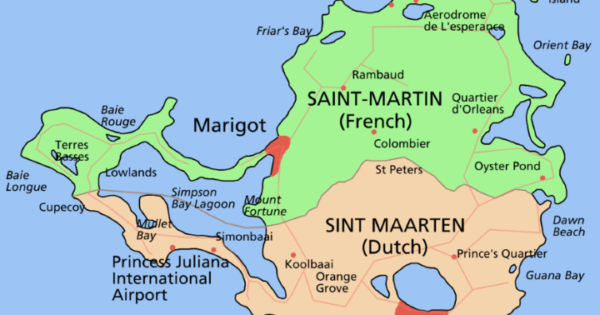 Island
Aerodrome
de L'esperance
Friar's Bay
Orient Bay
Rambaud
SAINT-MARTIN
(French)
Quartier
d'Orleans
Baie
Rouge
Marigot
Colombier
Terres
Basses
St Peters
Oyster Pond
Baie
Longue
Lowlands
Simpson
Bay Lagoon
Mount
Fortune
Cupecoy
Mullet
Bay
SINT MAARTEN
(Dutch)
Dawn
Beach
Simonbaai
Princess Juliana
International
Airport
Koolbaai
Prince's Quartier
Orange
Grove
Guana Bay